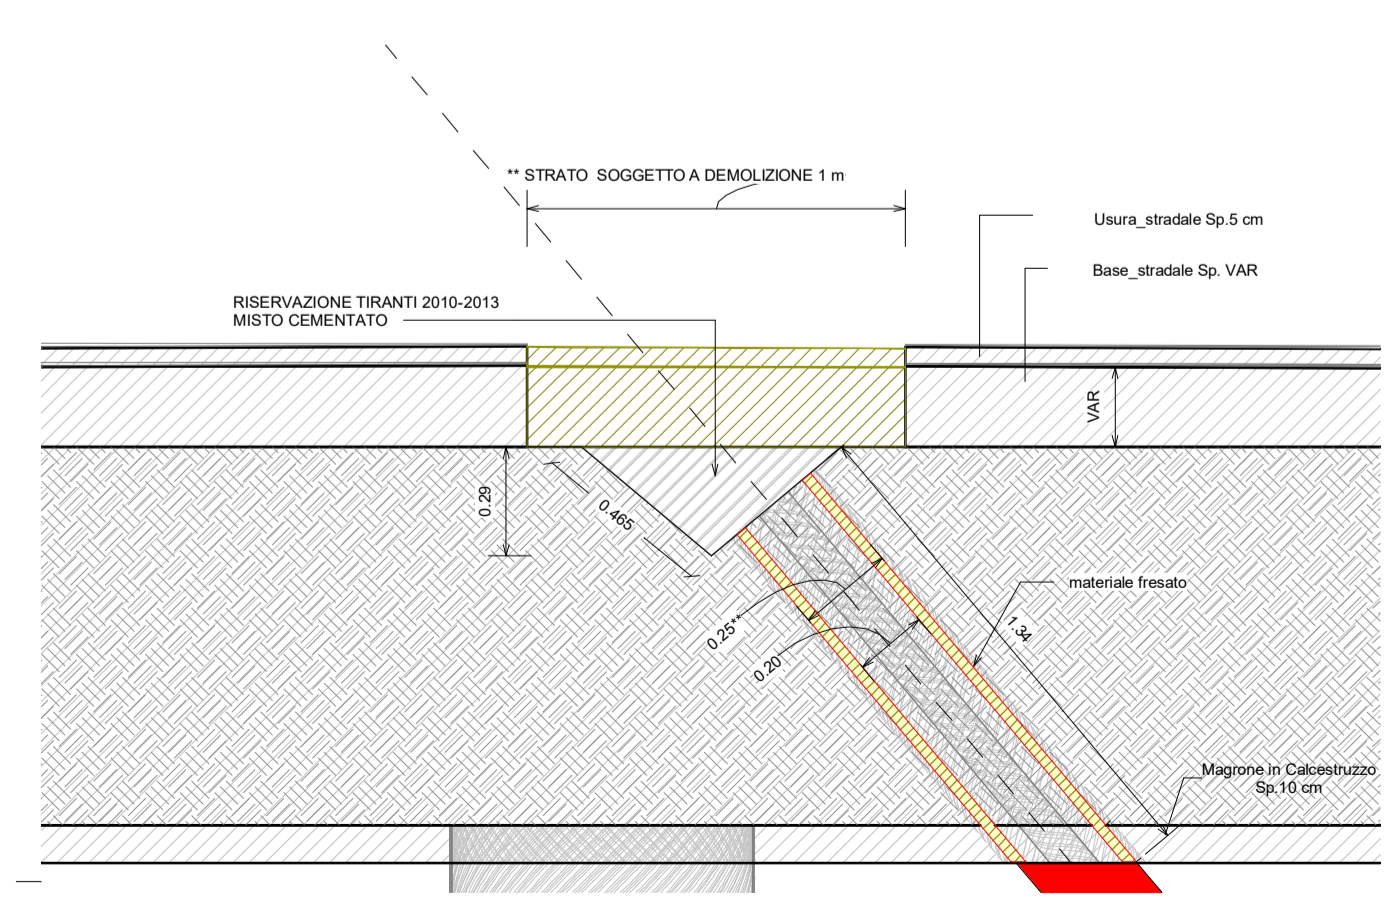 ** STRATO SOGGETTO A DEMOLIZIONE 1 m
Usura_stradale Sp.5 cm
Base_stradale Sp. VAR
RISERVAZIONE TIRANTI 2010-2013
MISTO CEMENTATO
VAR
0.29
0.465
materiale fresato
0.25**
1.34
0.20
Magrone in Calcestruzzo
Sp.10 cm